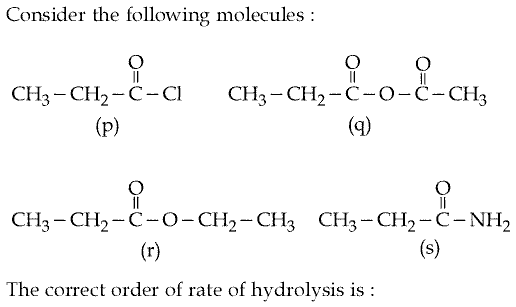 Consider the following molecules :
O O O
CH3 – CH2 – C – Cl CH3 – CH2 – C – O – C – CH3
(p) (q)
O O
CH3 – CH2 – C – O – CH2 – CH3 CH3 – CH2 – C – NH2
(r) (s)
The correct order of rate of hydrolysis is :